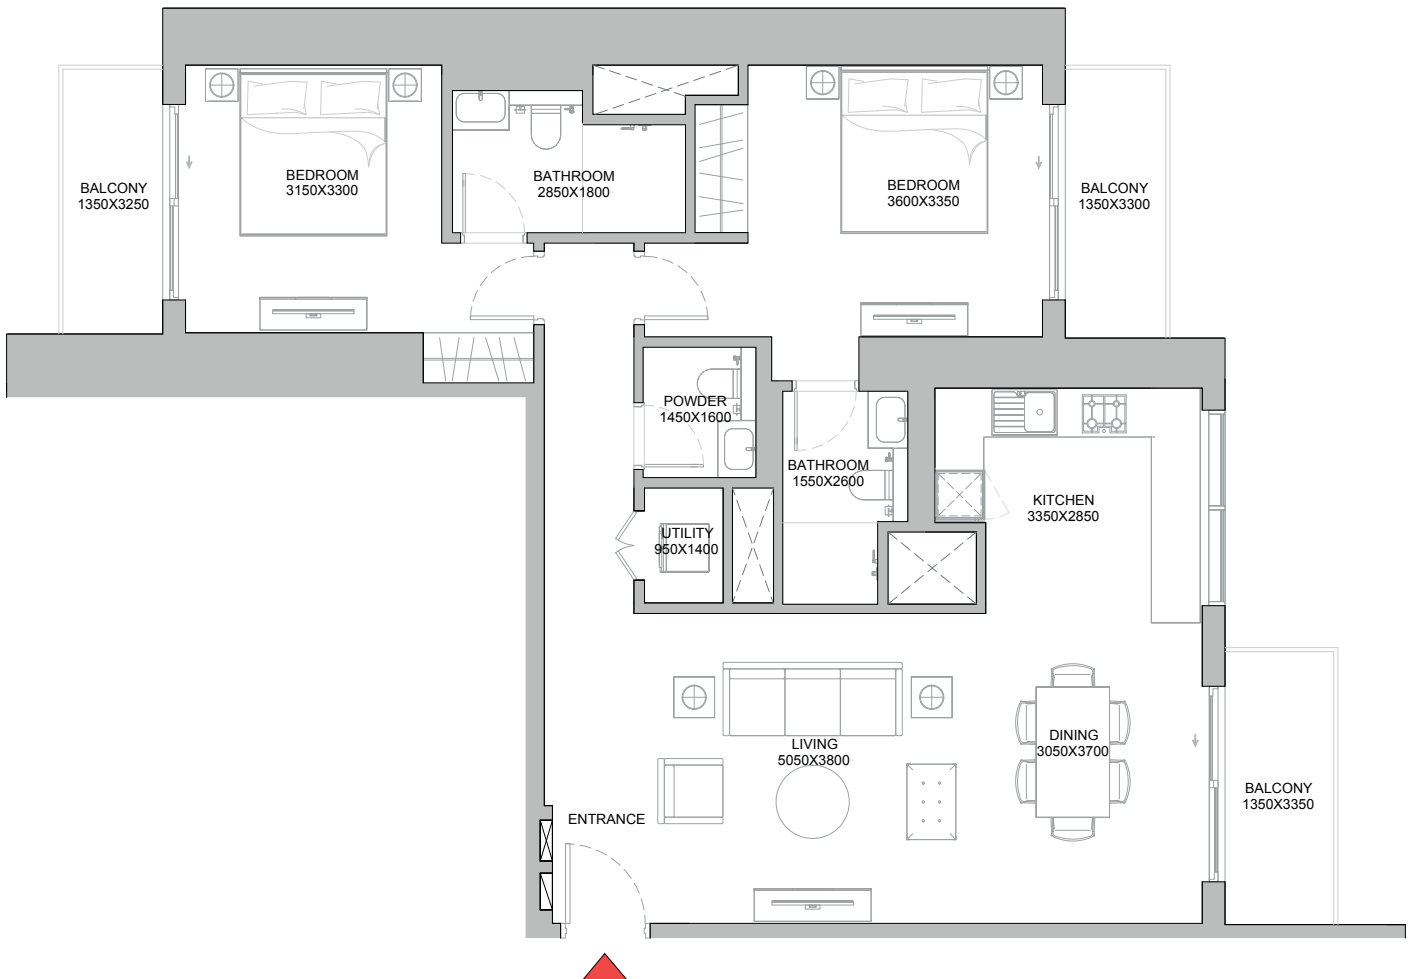 BEDROOM
3150X3300
BATHROOM
2850X1800
BEDROOM
3600X3350
BALCONY
1350X3250
BALCONY
1350X3300
POWDER
1450X1600
BATHROOM
1550X2600
KITCHEN
3350X2850
UTILITY
950X1400
LIVING
5050X3800
DINING
3050X3700
BALCONY
1350X3350
ENTRANCE